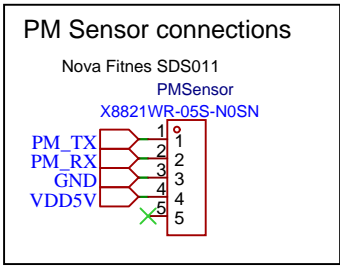 PM Sensor connections
Nova Fitnes SDS011
PMSensor
X8821WR-05S-N0SN
PM_TX 1 1
PM_RX 2 2
GND 3 3
VDD5V 4 4
5 5